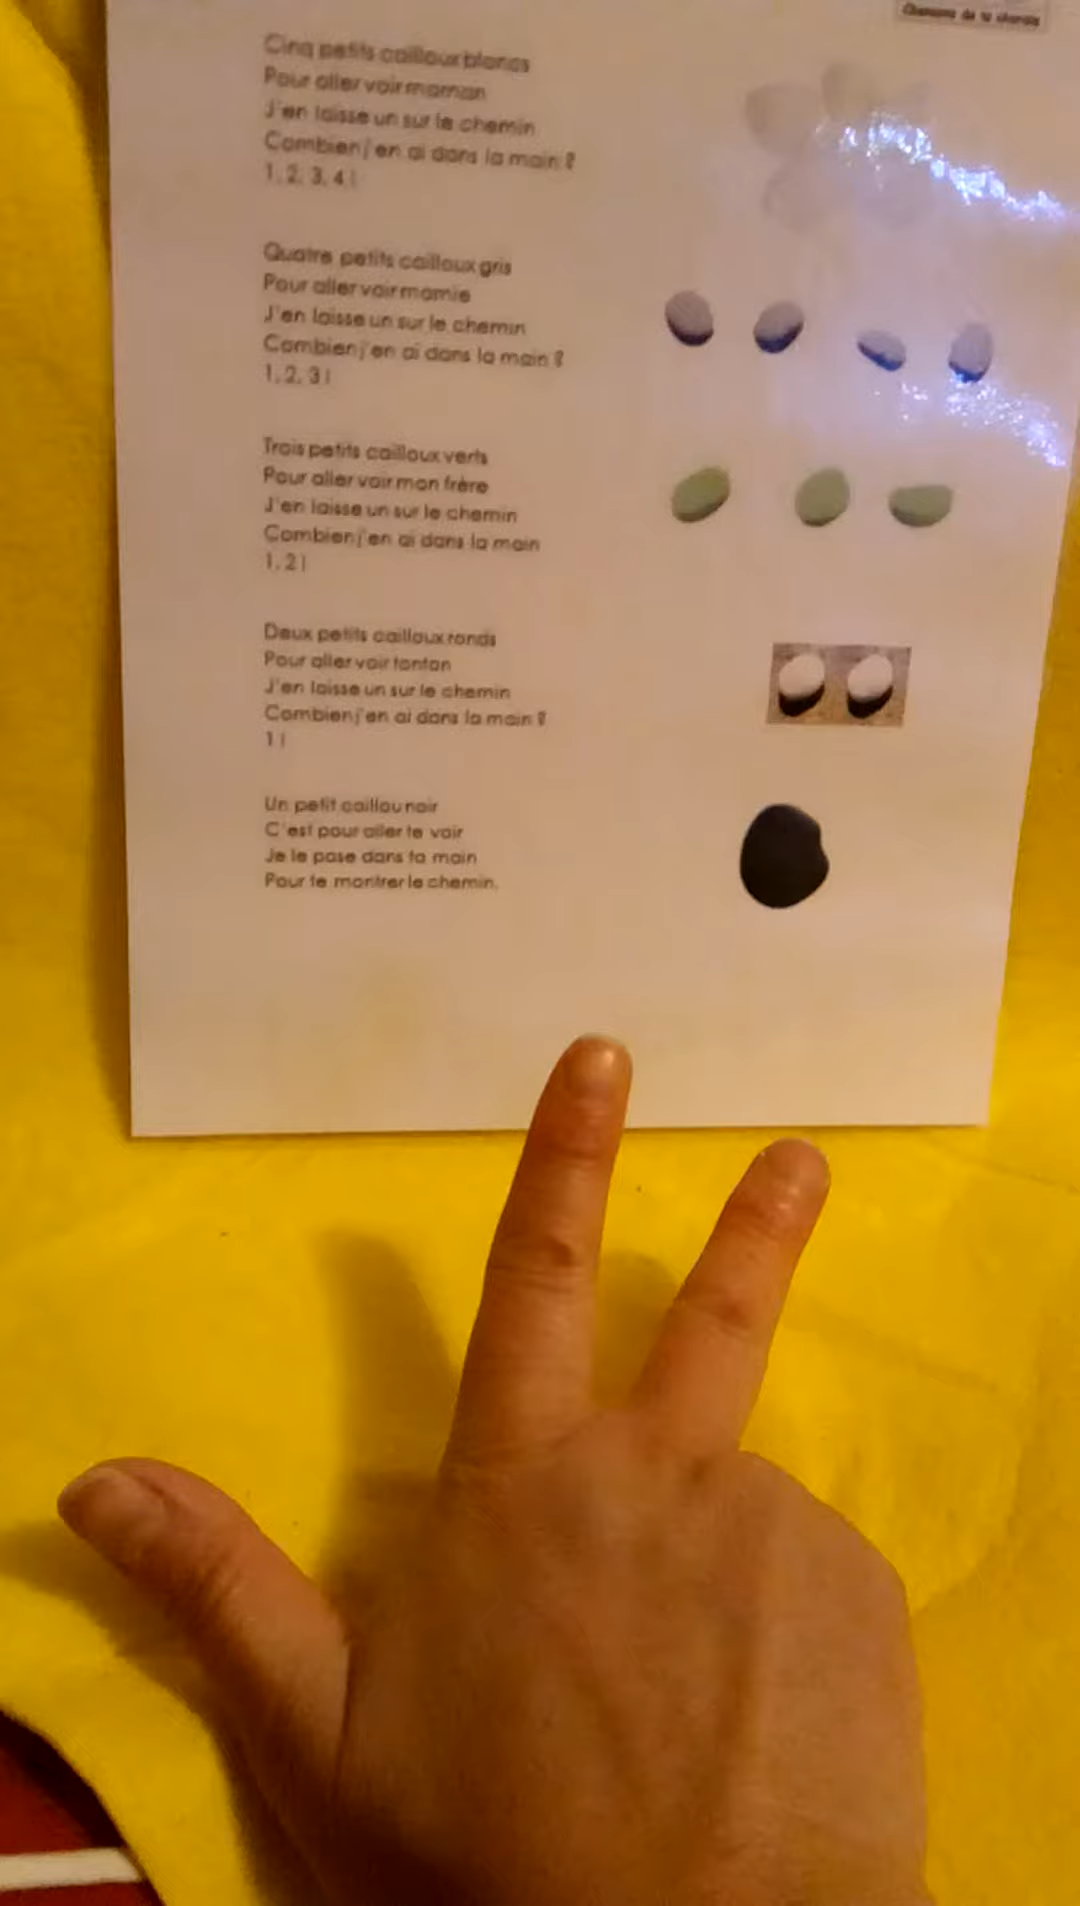 Chansons de la chorale
Cinq petits cailloux blancs
Pour aller voir maman
J'en laisse un sur le chemin
Combien j'en ai dans la main ?
1, 2, 3, 4 !
Quatre petits cailloux gris
Pour aller voir mamie
J'en laisse un sur le chemin
Combien j'en ai dans la main ?
1, 2, 3 !
Trois petits cailloux verts
Pour aller voir mon frère
J'en laisse un sur le chemin
Combien j'en ai dans la main
1, 2 !
Deux petits cailloux ronds
Pour aller voir tonton
J'en laisse un sur le chemin
Combien j'en ai dans la main ?
1 !
Un petit caillou noir
C'est pour aller te voir
Je le pose dans ta main
Pour te montrer le chemin.